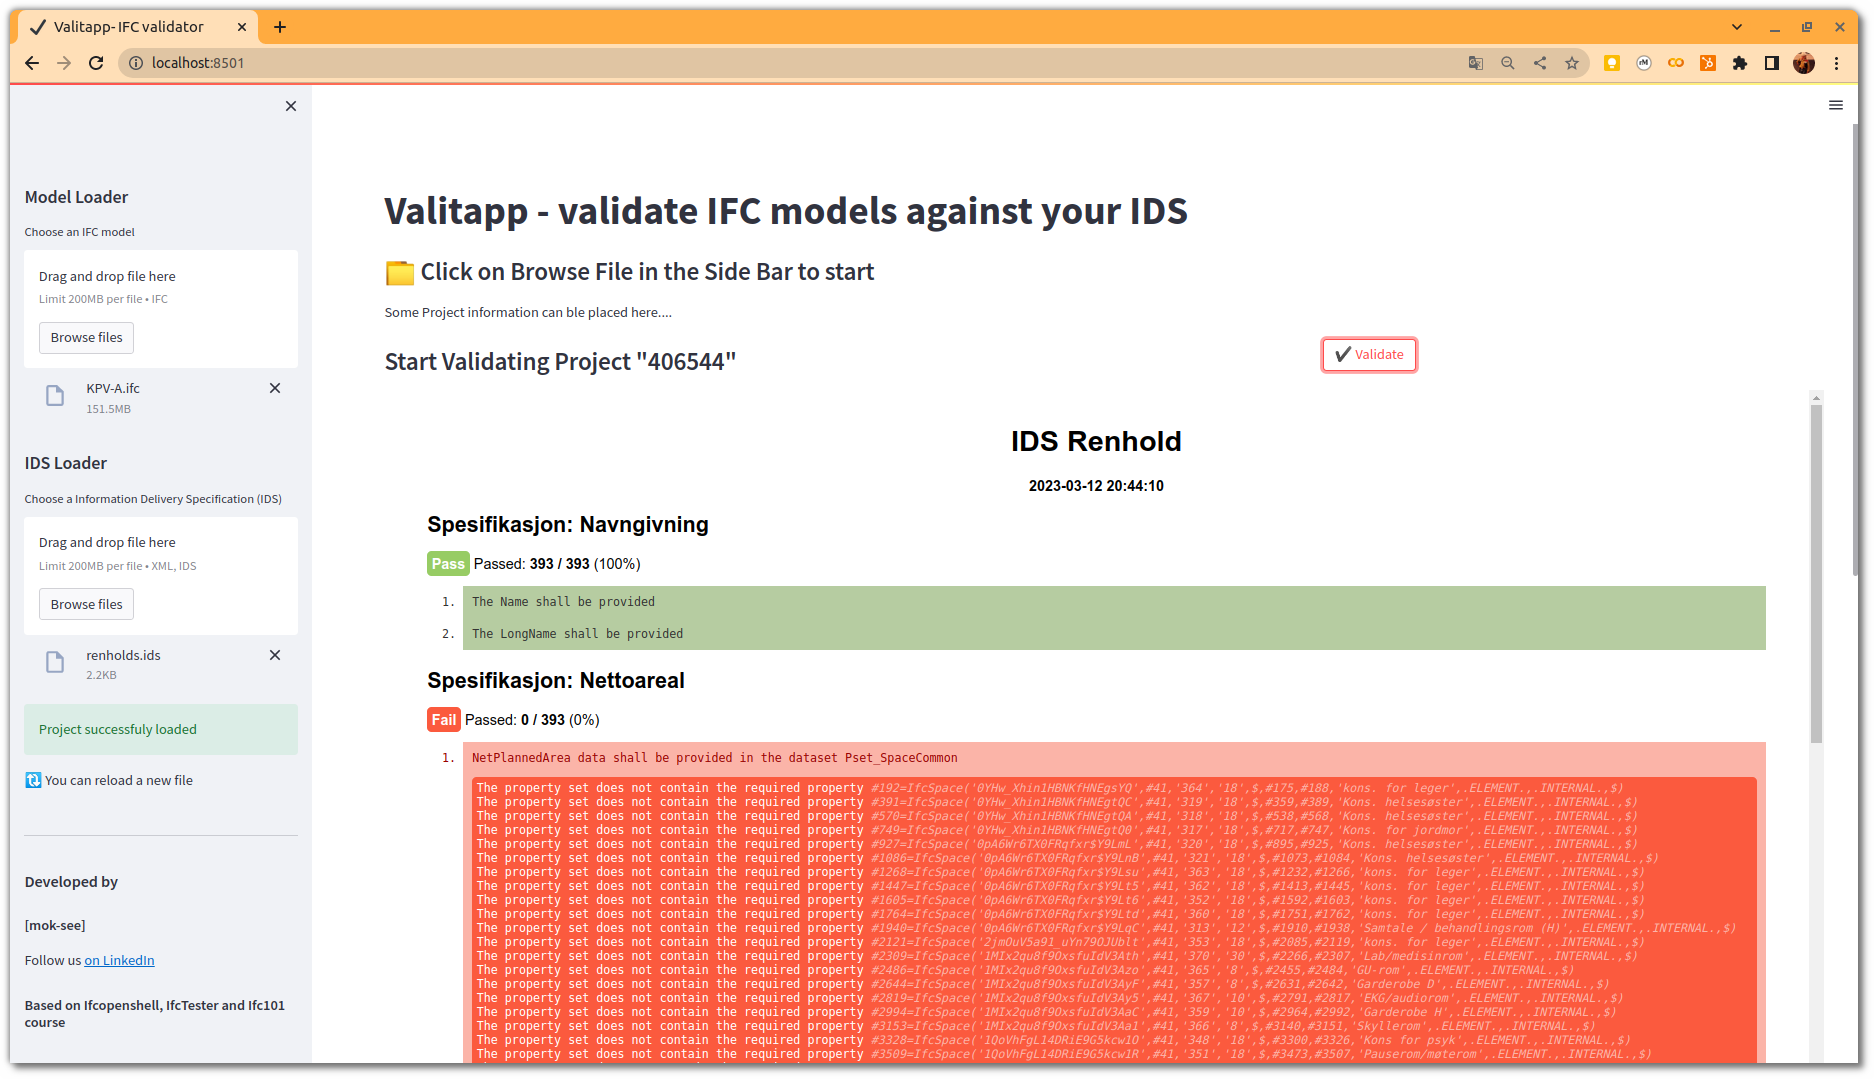 Valitapp- IFC validator
localhost:8501
Model Loader
Choose an IFC model
Drag and drop file here
Limit 200MB per file • IFC
Browse files
KPV-A.ifc
151.5MB
IDS Loader
Choose a Information Delivery Specification (IDS)
Drag and drop file here
Limit 200MB per file • XML, IDS
Browse files
renholds.ids
2.2KB
Project successfuly loaded
You can reload a new file
Developed by
[mok-see]
Follow us on LinkedIn
Based on Ifcopenshell, IfcTester and Ifc101
course
Valitapp - validate IFC models against your IDS
Click on Browse File in the Side Bar to start
Some Project information can ble placed here....
Start Validating Project "406544"
Validate
IDS Renhold
2023-03-12 20:44:10
Spesifikasjon: Navngivning
Pass Passed: 393 / 393 (100%)
1. The Name shall be provided
2. The LongName shall be provided
Spesifikasjon: Nettoareal
Fail Passed: 0 / 393 (0%)
1. NetPlannedArea data shall be provided in the dataset Pset_SpaceCommon
The property set does not contain the required property #192=IfcSpace('0YHw_Xhin1HBNKfHNEgsYQ',#41,'364','18',$,#175,#188,'kons. for leger',.ELEMENT.,.INTERNAL.,$)
The property set does not contain the required property #391=IfcSpace('0YHw_Xhin1HBNKfHNEgtQC',#41,'319','18',$,#359,#389,'Kons. helsesøster',.ELEMENT.,.INTERNAL.,$)
The property set does not contain the required property #570=IfcSpace('0YHw_Xhin1HBNKfHNEgtQA',#41,'318','18',$,#538,#568,'Kons. helsesøster',.ELEMENT.,.INTERNAL.,$)
The property set does not contain the required property #749=IfcSpace('0YHw_Xhin1HBNKfHNEgtQ0',#41,'317','18',$,#717,#747,'Kons. for jordmor',.ELEMENT.,.INTERNAL.,$)
The property set does not contain the required property #927=IfcSpace('0pA6Wr6TX0FRqfxr$Y9LmL',#41,'320','18',$,#895,#925,'Kons. helsesøster',.ELEMENT.,.INTERNAL.,$)
The property set does not contain the required property #1086=IfcSpace('0pA6Wr6TX0FRqfxr$Y9LnB',#41,'321','18',$,#1073,#1084,'Kons. helsesøster',.ELEMENT.,.INTERNAL.,$)
The property set does not contain the required property #1268=IfcSpace('0pA6Wr6TX0FRqfxr$Y9Lsu',#41,'363','18',$,#1232,#1266,'kons. for leger',.ELEMENT.,.INTERNAL.,$)
The property set does not contain the required property #1447=IfcSpace('0pA6Wr6TX0FRqfxr$Y9Lt5',#41,'362','18',$,#1413,#1445,'kons. for leger',.ELEMENT.,.INTERNAL.,$)
The property set does not contain the required property #1605=IfcSpace('0pA6Wr6TX0FRqfxr$Y9Lt6',#41,'352','18',$,#1592,#1603,'kons. for leger',.ELEMENT.,.INTERNAL.,$)
The property set does not contain the required property #1764=IfcSpace('0pA6Wr6TX0FRqfxr$Y9Ltd',#41,'360','18',$,#1751,#1762,'kons. for leger',.ELEMENT.,.INTERNAL.,$)
The property set does not contain the required property #1940=IfcSpace('0pA6Wr6TX0FRqfxr$Y9LqC',#41,'313','12',$,#1910,#1938,'Samtale / behandlingsrom (H)',.ELEMENT.,.INTERNAL.,$)
The property set does not contain the required property #2121=IfcSpace('2jmOuV5a91_uYn79OJUblt',#41,'353','18',$,#2085,#2119,'kons. for leger',.ELEMENT.,.INTERNAL.,$)
The property set does not contain the required property #2309=IfcSpace('1MIx2qu8f9OxsfuIdV3Ath',#41,'370','30',$,#2266,#2307,'Lab/medisinrom',.ELEMENT.,.INTERNAL.,$)
The property set does not contain the required property #2486=IfcSpace('1MIx2qu8f9OxsfuIdV3Azo',#41,'365','8',$,#2455,#2484,'GU-rom',.ELEMENT.,.INTERNAL.,$)
The property set does not contain the required property #2644=IfcSpace('1MIx2qu8f9OxsfuIdV3AyF',#41,'357','8',$,#2631,#2642,'Garderobe D',.ELEMENT.,.INTERNAL.,$)
The property set does not contain the required property #2819=IfcSpace('1MIx2qu8f9OxsfuIdV3Ay5',#41,'367','10',$,#2791,#2817,'EKG/audiorom',.ELEMENT.,.INTERNAL.,$)
The property set does not contain the required property #2994=IfcSpace('1MIx2qu8f9OxsfuIdV3AaC',#41,'359','10',$,#2964,#2992,'Garderobe H',.ELEMENT.,.INTERNAL.,$)
The property set does not contain the required property #3153=IfcSpace('1MIx2qu8f9OxsfuIdV3Aa1',#41,'366','8',$,#3140,#3151,'Skyllerom',.ELEMENT.,.INTERNAL.,$)
The property set does not contain the required property #3328=IfcSpace('1QoVhFgL14DRiE9G5kcw1O',#41,'348','18',$,#3300,#3326,'Kons for psyk',.ELEMENT.,.INTERNAL.,$)
The property set does not contain the required property #3509=IfcSpace('1QoVhFgL14DRiE9G5kcw1R',#41,'351','18',$,#3473,#3507,'Pauserom/møterom',.ELEMENT.,.INTERNAL.,$)